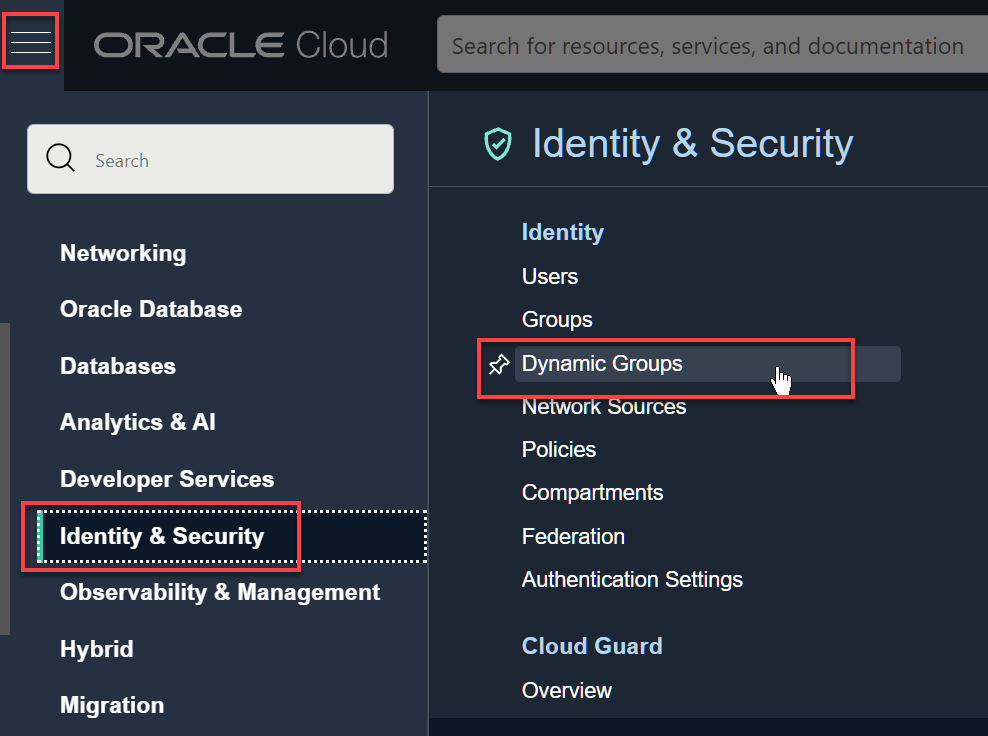 ORACLE Cloud
Search for resources, services, and documentation
Search
Networking
Oracle Database
Databases
Analytics & AI
Developer Services
Identity & Security
Observability & Management
Hybrid
Migration
Identity & Security
Identity
Users
Groups
Dynamic Groups
Network Sources
Policies
Compartments
Federation
Authentication Settings
Cloud Guard
Overview